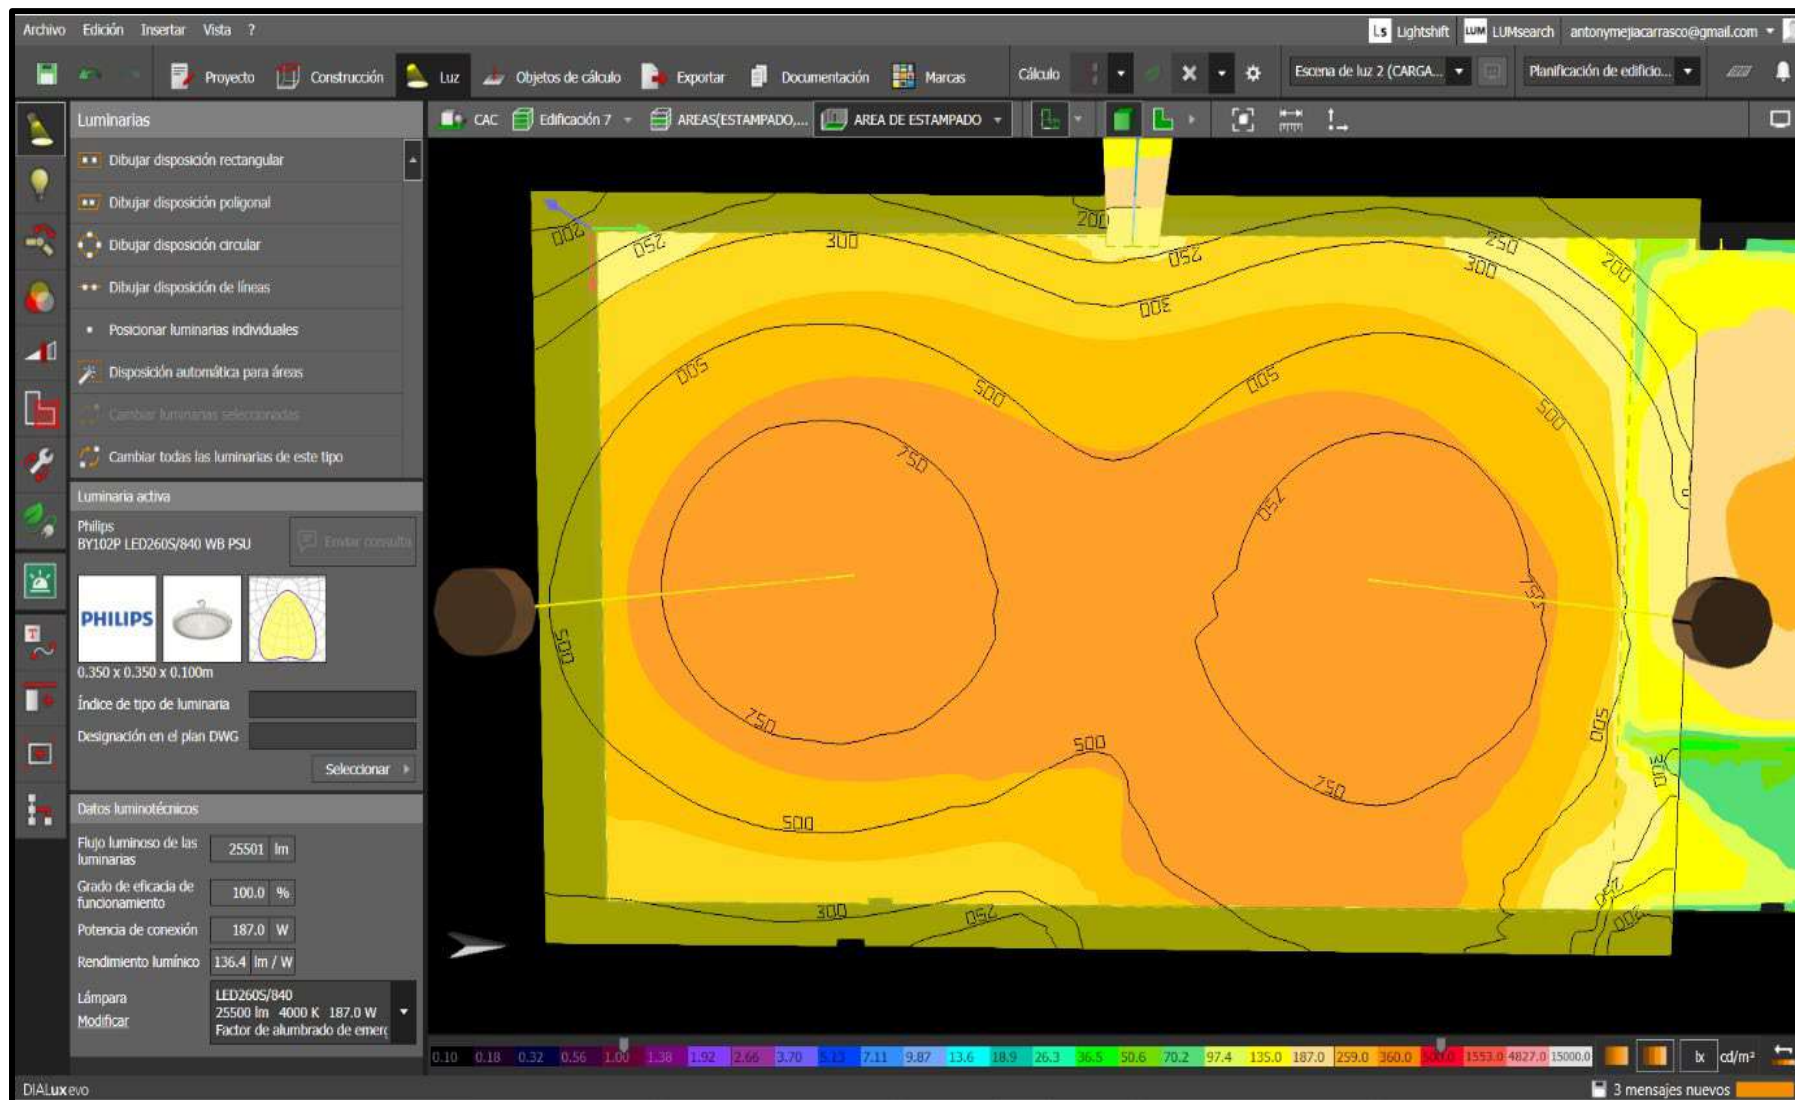 Archivo Edición Insertar Vista ?
Ls Lightshift LUM LUMsearch antonymejiacarrasco@gmail.com
Proyecto Construcción Luz Objetos de cálculo Exportar Documentación Marcas Cálculo Escena de luz 2 (CARGA... Planificación de edificio...
Luminarias
CAC Edificación 7 AREAS(ESTAMPADO,... AREA DE ESTAMPADO
Dibujar disposición rectangular
Dibujar disposición poligonal
Dibujar disposición circular
Dibujar disposición de líneas
Posicionar luminarias individuales
Disposición automática para áreas
Cambiar luminarias seleccionadas
Cambiar todas las luminarias de este tipo
Luminaria activa
Philips
BY102P LED260S/840 WB PSU
Enviar consulta
PHILIPS
0.350 x 0.350 x 0.100m
Índice de tipo de luminaria
Designación en el plan DWG
Seleccionar
Datos luminotécnicos
Flujo luminoso de las
luminarias
25501 lm
Grado de eficacia de
funcionamiento
100.0 %
Potencia de conexión 187.0 W
Rendimiento lumínico 136.4 lm / W
Lámpara
Modificar
LED260S/840
25500 lm 4000 K 187.0 W
Factor de alumbrado de emerg
200
200
250
300
250
300
250
300
200
500
500
500
500
750
750
750
500
750
500
500
750
500
300
300
250
250
200
0.10 0.18 0.32 0.56 1.00 1.38 1.92 2.66 3.70 5.13 7.11 9.87 13.6 18.9 26.3 36.5 50.6 70.2 97.4 135.0 187.0 259.0 360.0 500.0 1553.0 4827.0 15000.0
lx cd/m²
DIALux evo
3 mensajes nuevos